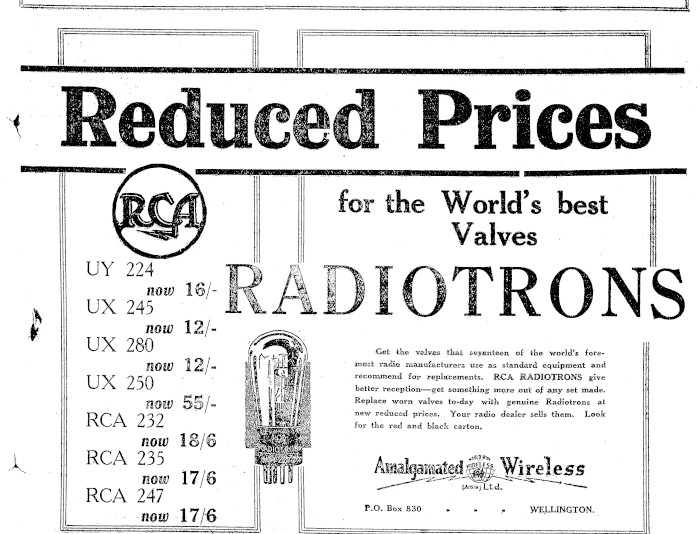 Reduced Prices
RCA
for the World's best
Valves
RADIOTRONS
UY 224
now 16/-
UX 245
now 12/-
UX 280
now 12/-
UX 250
now 55/-
RCA 232
now 18/6
RCA 235
now 17/6
RCA 247
now 17/6
Get the valves that seventeen of the world's fore-
most radio manufacturers use as standard equipment and
recommend for replacements. RCA RADIOTRONS give
better reception—get something more out of any set made.
Replace worn valves to-day with genuine Radiotrons at
new reduced prices. Your radio dealer sells them. Look
for the red and black carton.
Amalgamated Wireless
(A/sia) Ltd.
P.O. Box 830 - - - WELLINGTON.